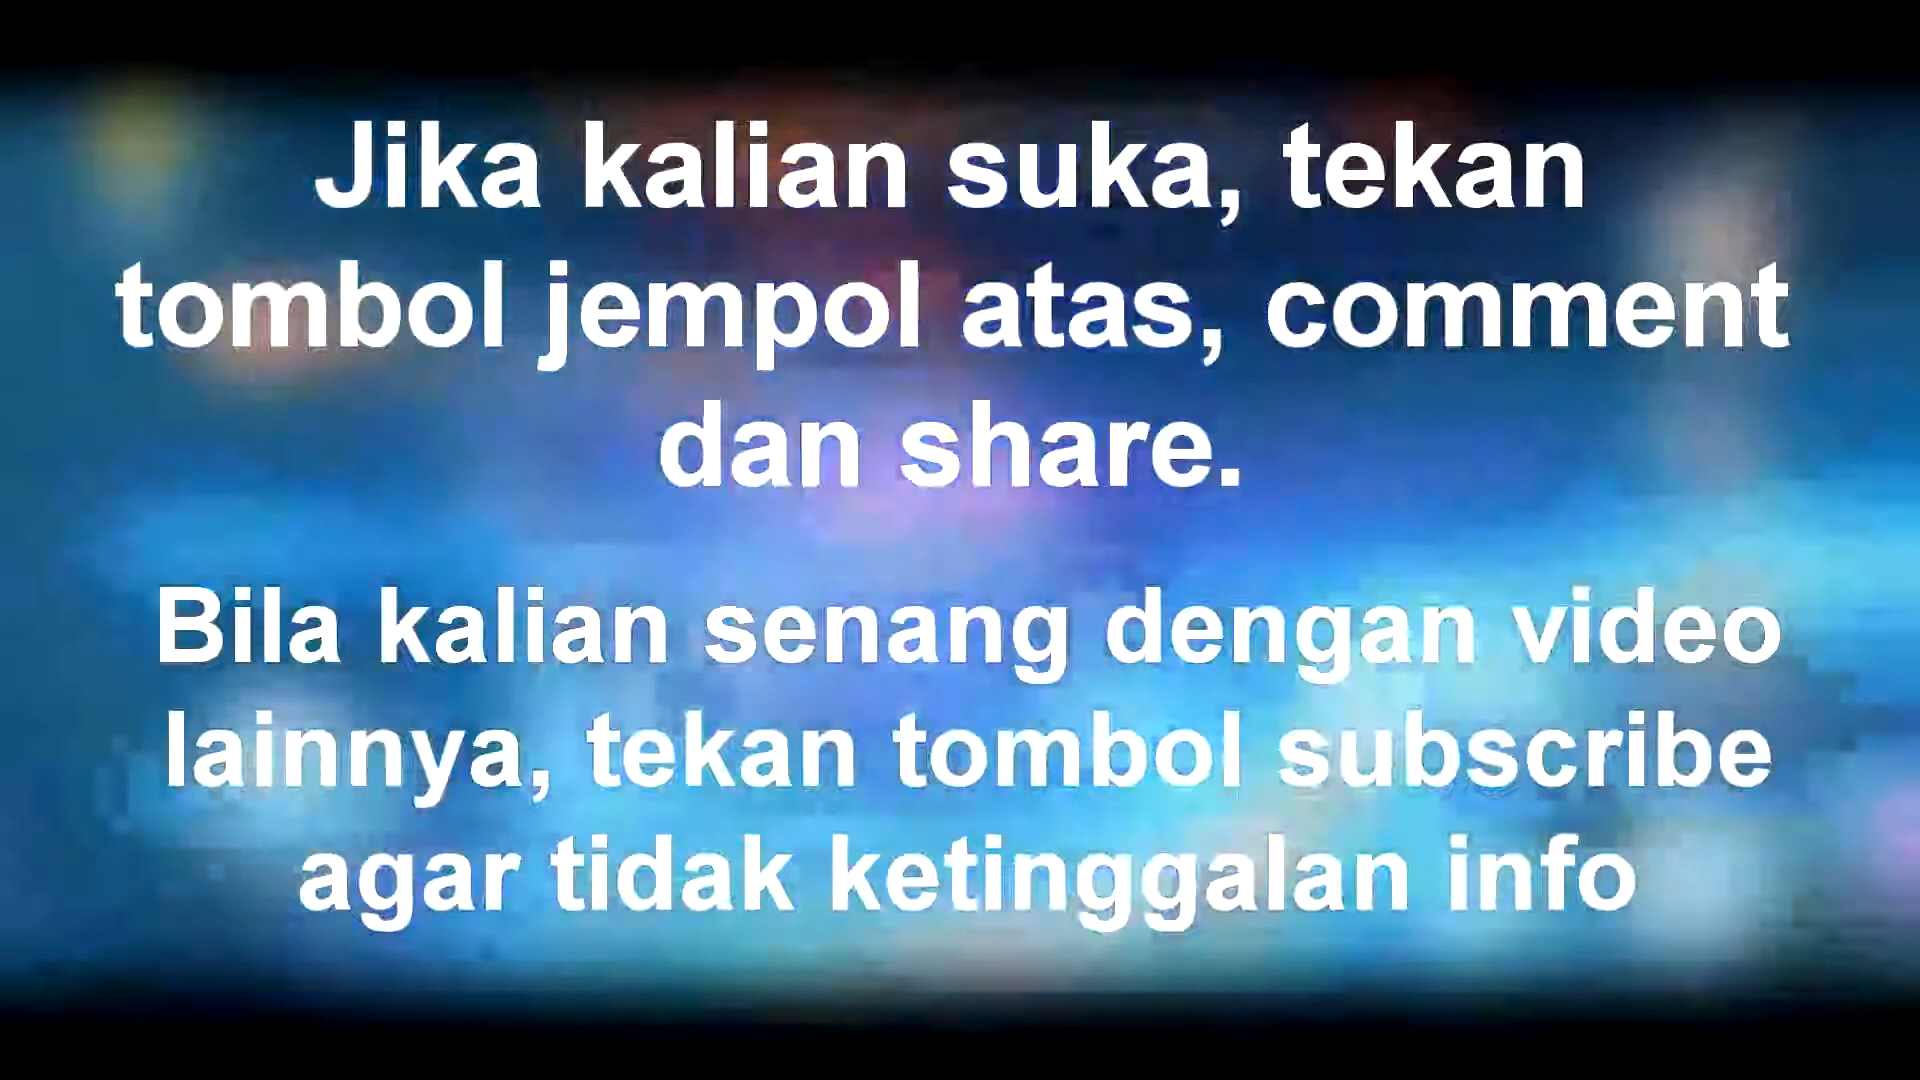 Jika kalian suka, tekan
tombol jempol atas, comment
dan share.
Bila kalian senang dengan video
lainnya, tekan tombol subscribe
agar tidak ketinggalan info